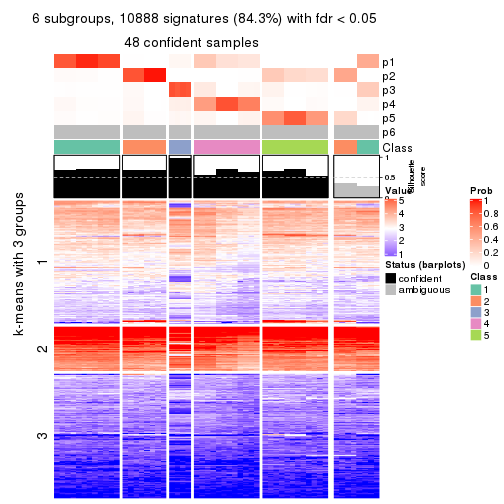 6 subgroups, 10888 signatures (84.3%) with fdr < 0.05
48 confident samples
p1
p2
p3
p4
p5
p6
Class
1
0.5
0
Silhouette
score
k-means with 3 groups
1
2
3
Value
5
4
3
2
1
Status (barplots)
confident
ambiguous
Prob
1
0.8
0.6
0.4
0.2
0
Class
1
2
3
4
5